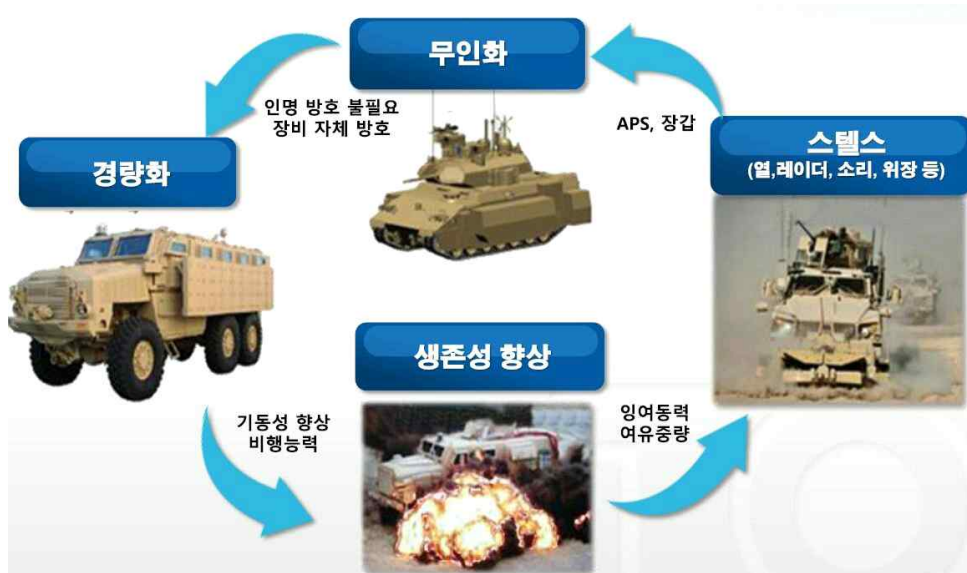 무인화
인명 방호 불필요
장비 자체 방호
APS, 장갑
스텔스
(열,레이더, 소리, 위장 등)
경량화
생존성 향상
기동성 향상
비행능력
잉여동력
여유중량